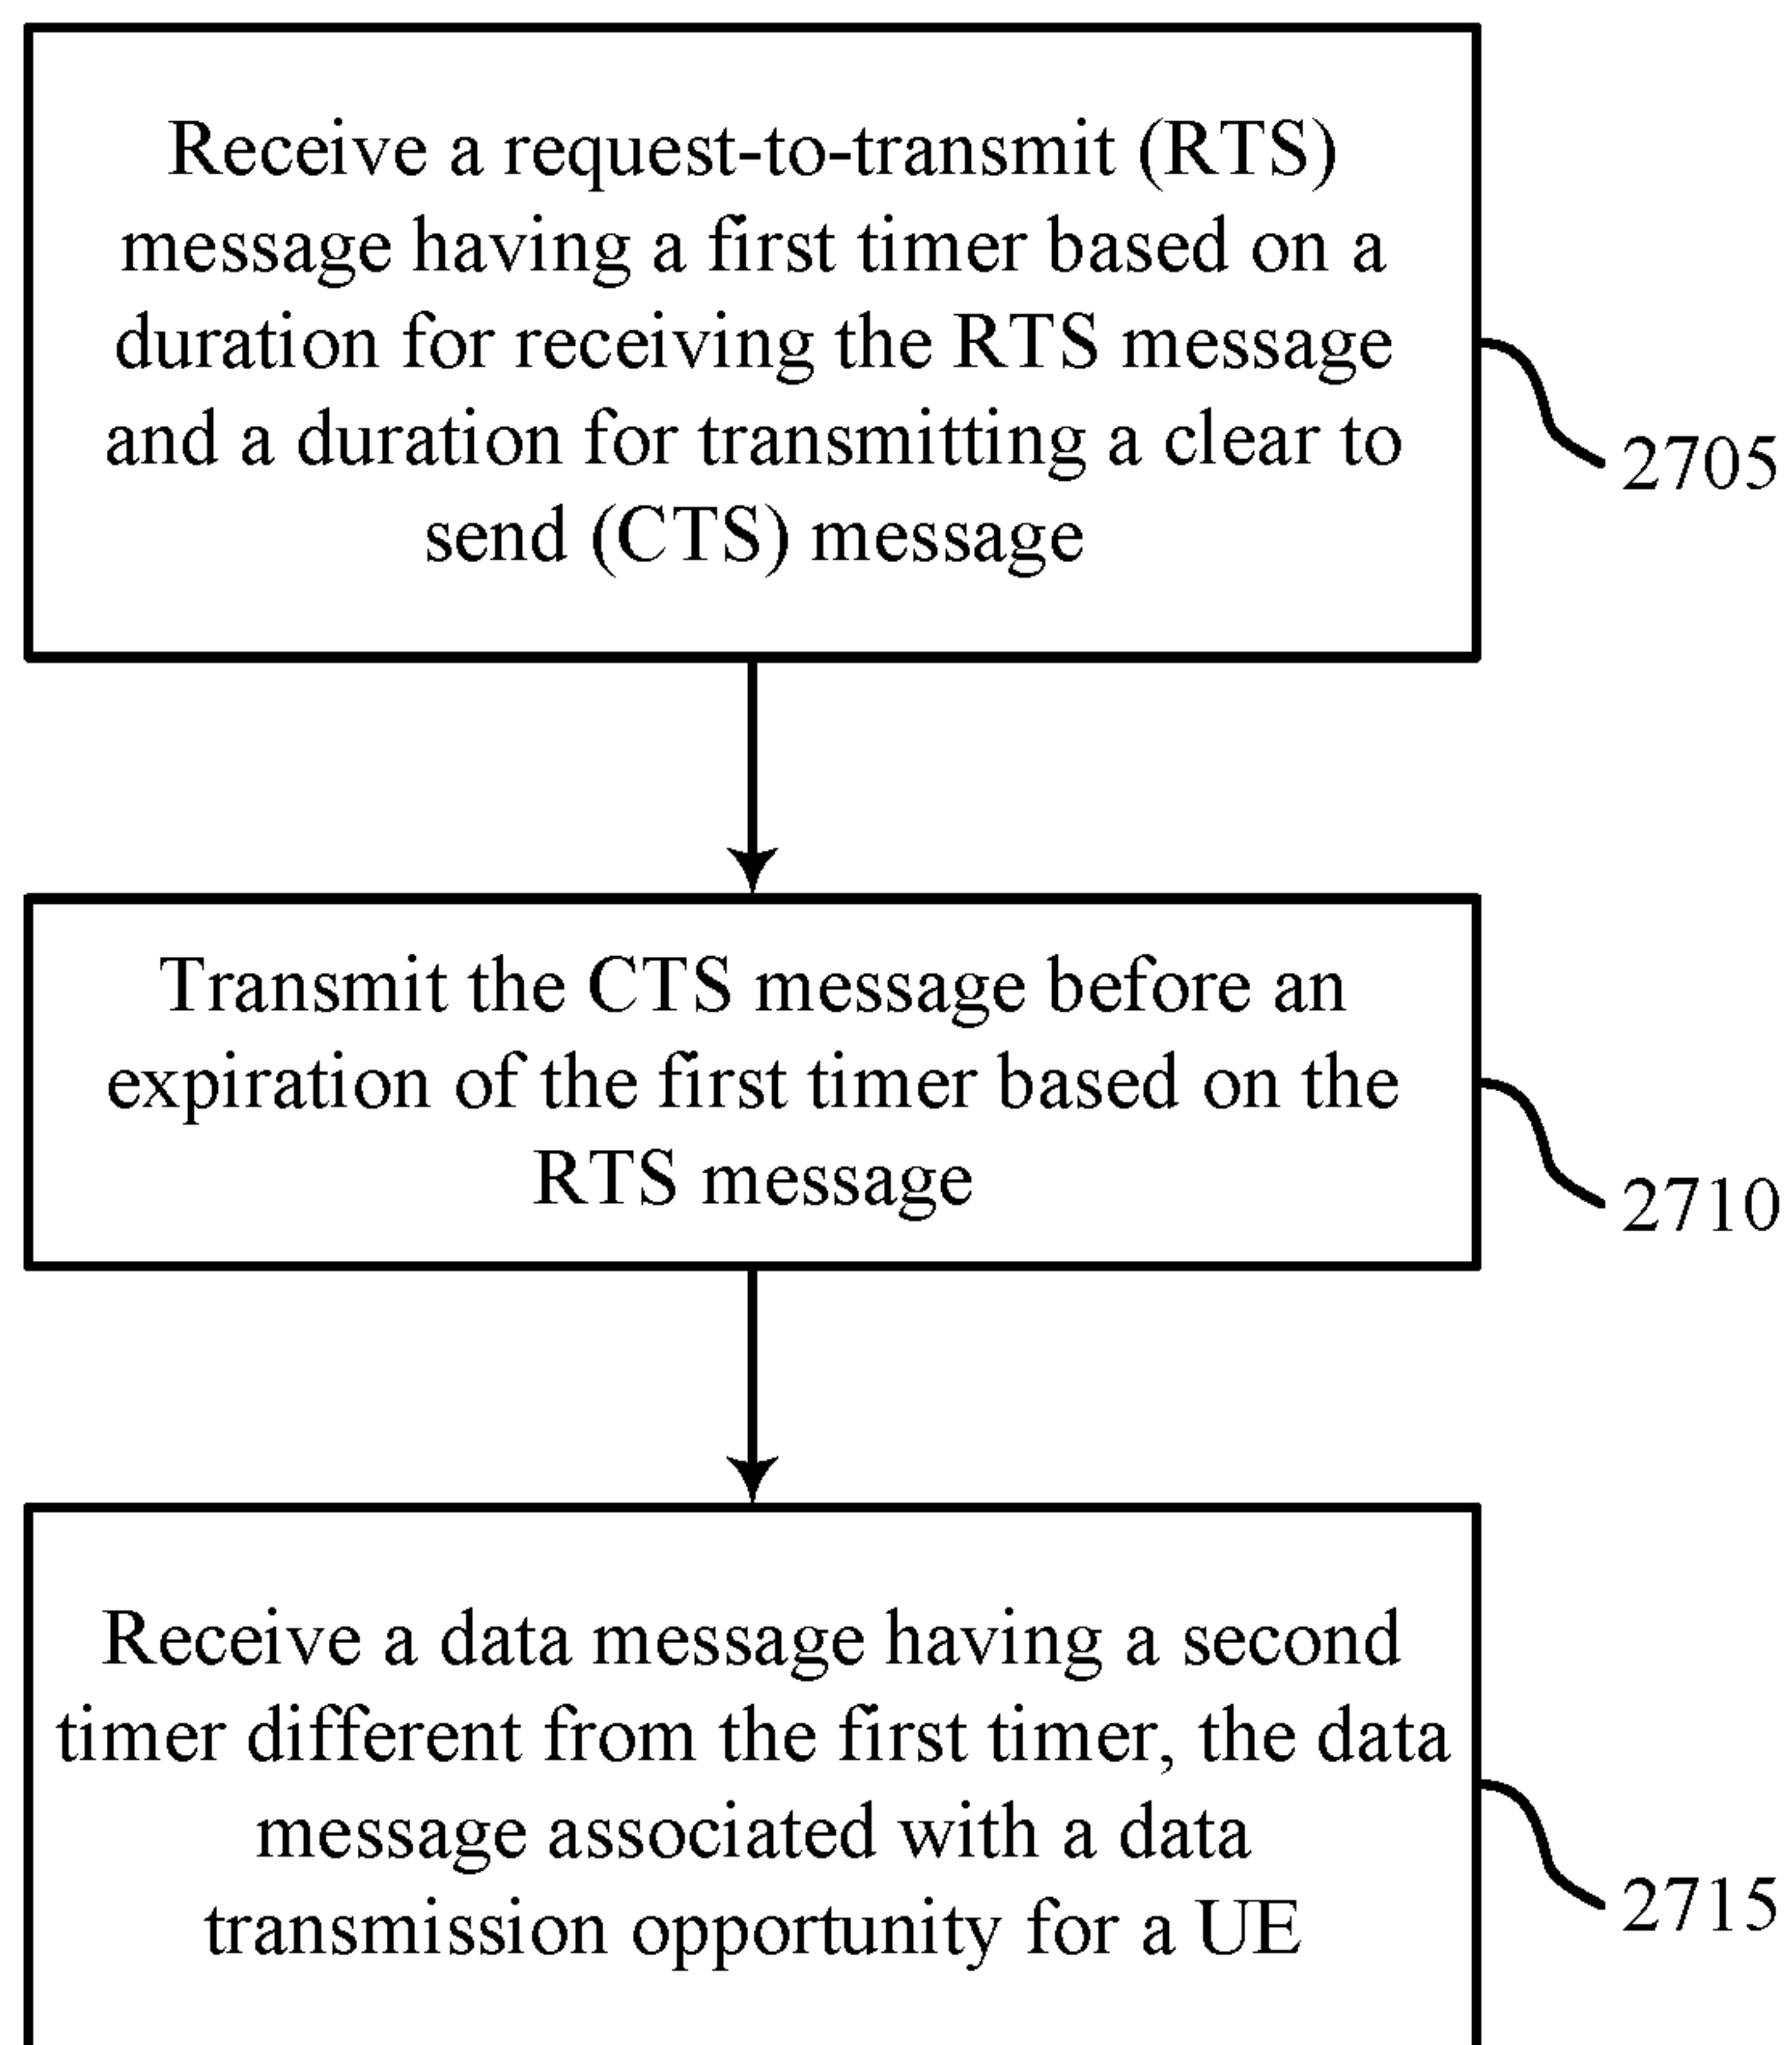 Receive a request-to-transmit (RTS)
message having a first timer based on a
duration for receiving the RTS message
and a duration for transmitting a clear to
send (CTS) message
2705
Transmit the CTS message before an
expiration of the first timer based on the
RTS message
2710
Receive a data message having a second
timer different from the first timer, the data
message associated with a data
transmission opportunity for a UE
2715